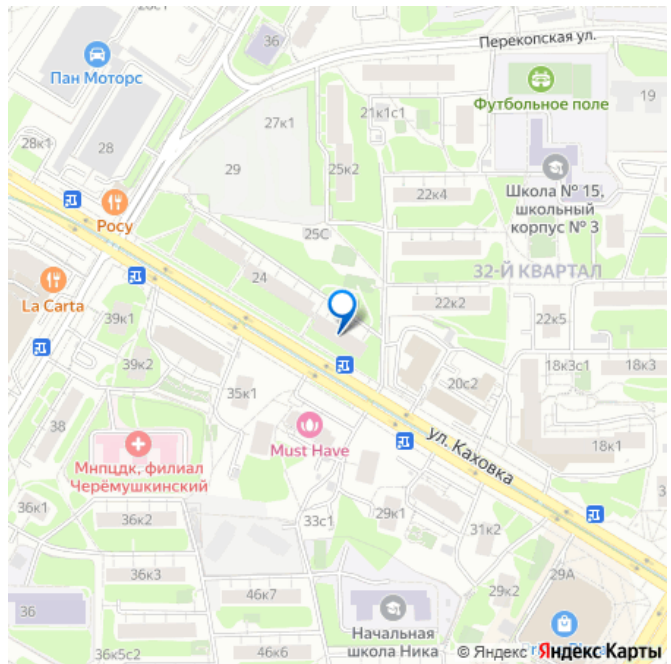 26с1
36
Перекопская ул.
Пан Моторс
Футбольное поле
19
21к1с1
27к1
28к1
28
29
25к2
22к4
Школа № 15,
школьный
корпус № 3
Росу
25С
32-Й КВАРТАЛ
24
La Carta
39к1
22к2
22к5
39к2
18к3с1
18к3
20с2
35к1
38
ул. Каховка
Must Have
18к1
Мнпцдк, филиал
Черёмушкинский
36к1
36к2
33с1
29к1
31к2
36к3
46к7
29к2
29А
36
Начальная
школа Ника
36к5с2
46к6
© Яндекс
Яндекс Карты